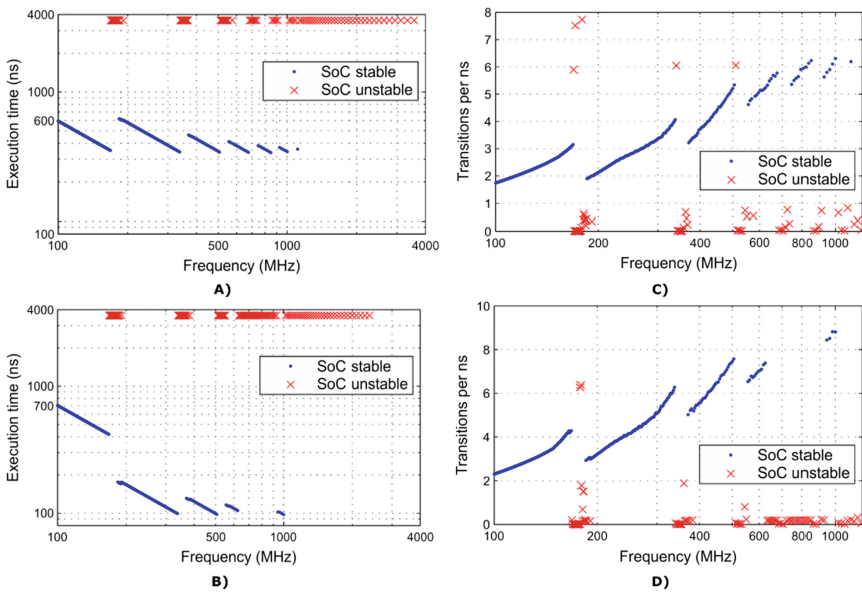 4000
1000
600
100
Execution time (ns)
SoC stable
SoC unstable
100
500
1000
4000
Frequency (MHz)
A)
8
7
6
5
4
3
2
1
0
Transitions per ns
SoC stable
SoC unstable
100
200
400
600
1000
Frequency (MHz)
C)
4000
1000
700
100
Execution time (ns)
SoC stable
SoC unstable
100
500
1000
4000
Frequency (MHz)
B)
10
8
6
4
2
0
Transitions per ns
SoC stable
SoC unstable
100
200
400
600
1000
Frequency (MHz)
D)